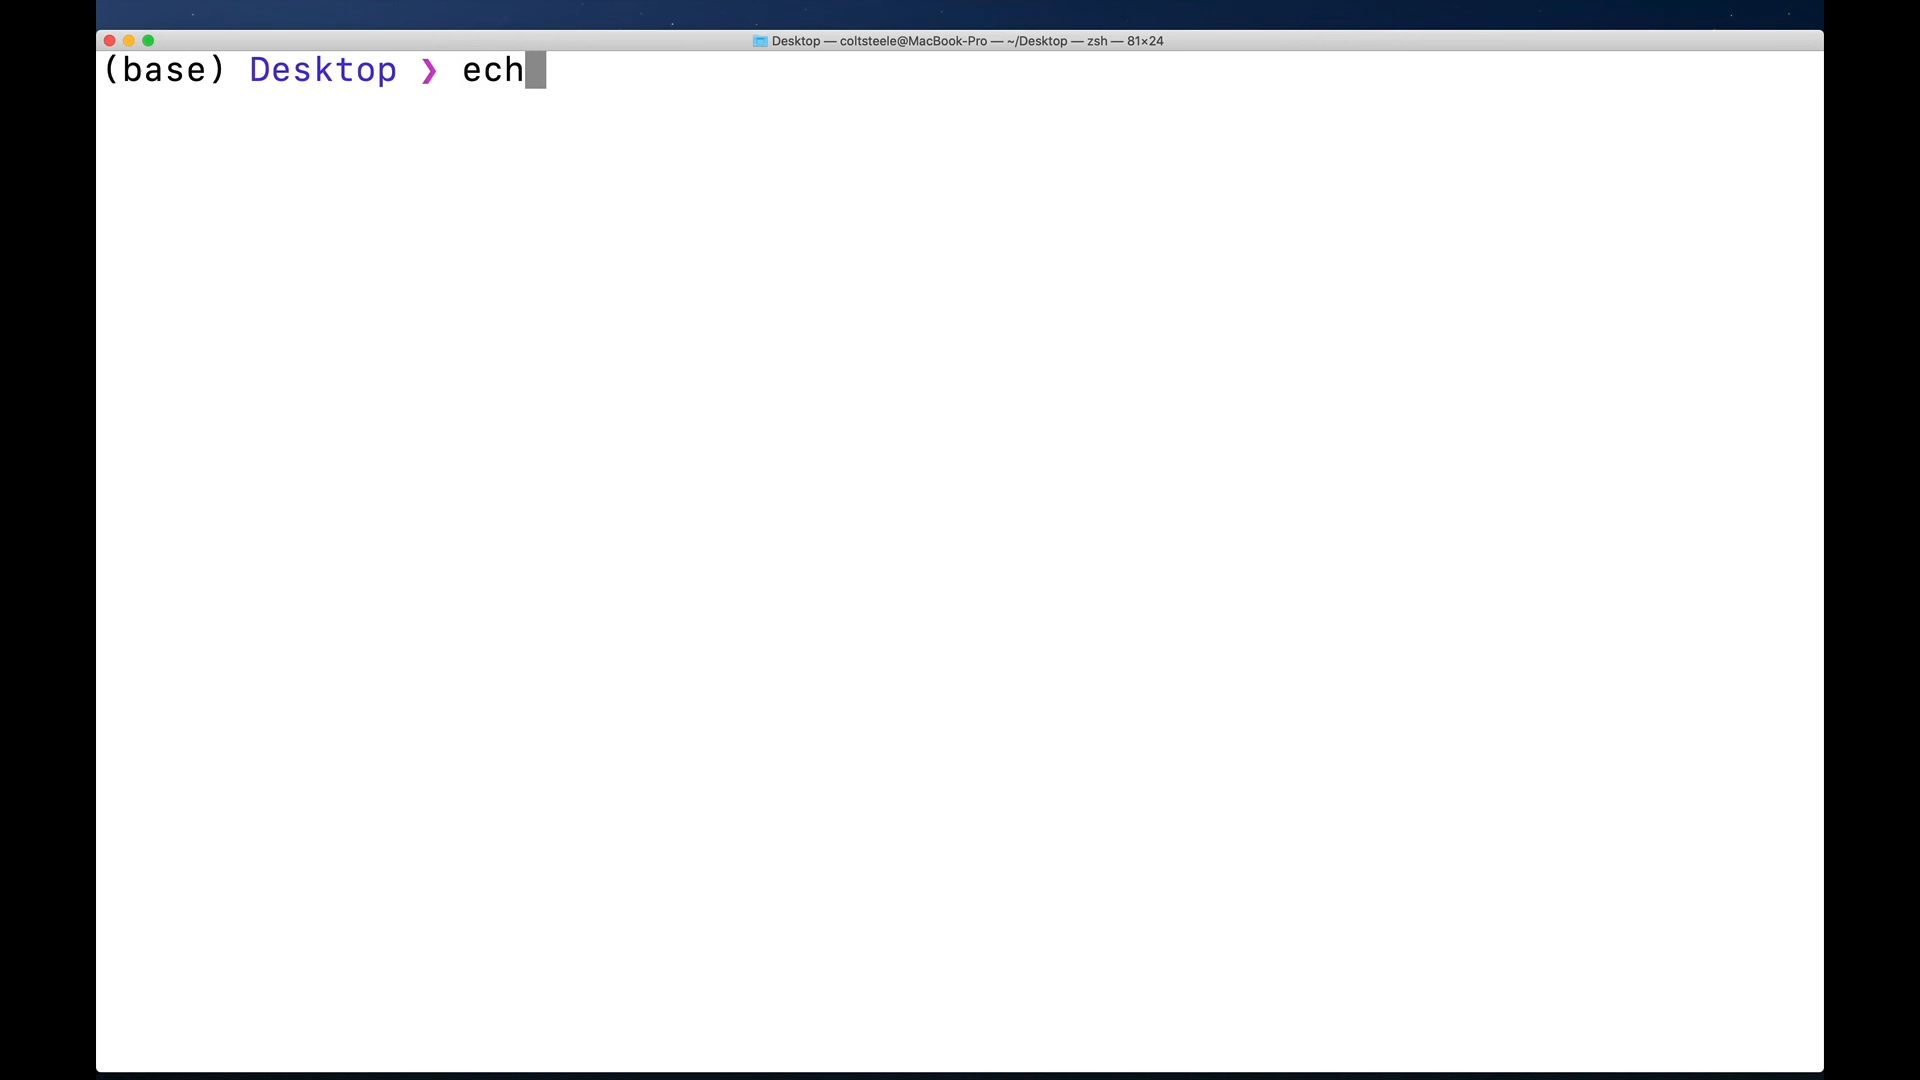 Desktop — coltsteele@MacBook-Pro — ~/Desktop — zsh — 81×24
(base) Desktop ❯ ech